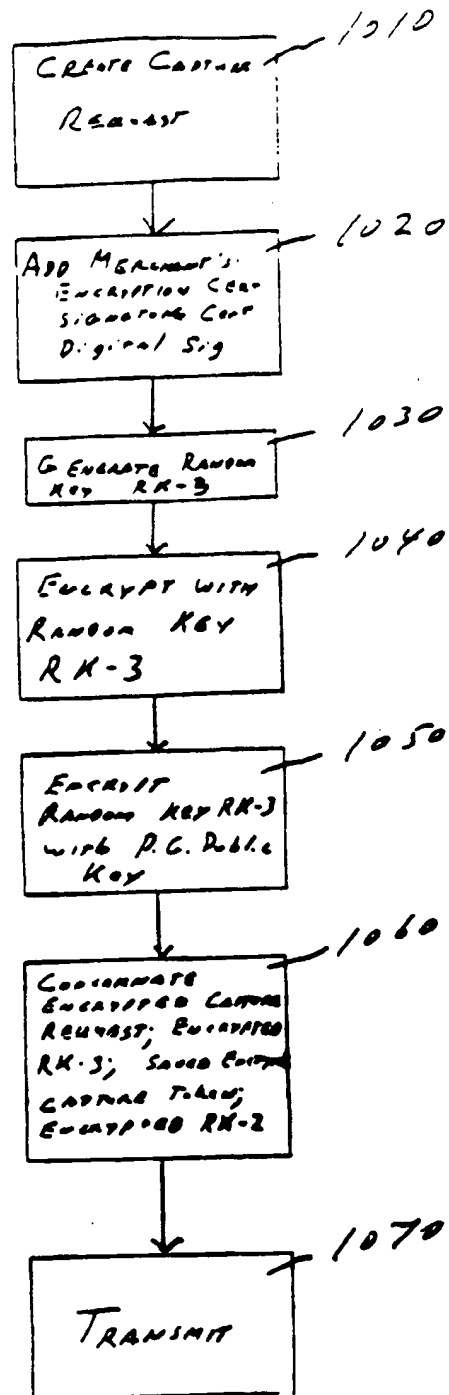 1010
CREATE CAPTURE
REQUEST
1020
ADD MERCHANT'S
ENCRYPTION CERT
SIGNATURE CERT
Digital Sig
1030
GENERATE RANDOM
KEY RK-3
1040
ENCRYPT WITH
RANDOM KEY
RK-3
1050
ENCRYPT
RANDOM KEY RK-3
with P.G. Public
Key
1060
CONCATENATE
ENCRYPTED CAPTURE
REQUEST; ENCRYPTED
RK-3; SAVED
CAPTURE TOKEN;
ENCRYPTED RK-2
1070
TRANSMIT